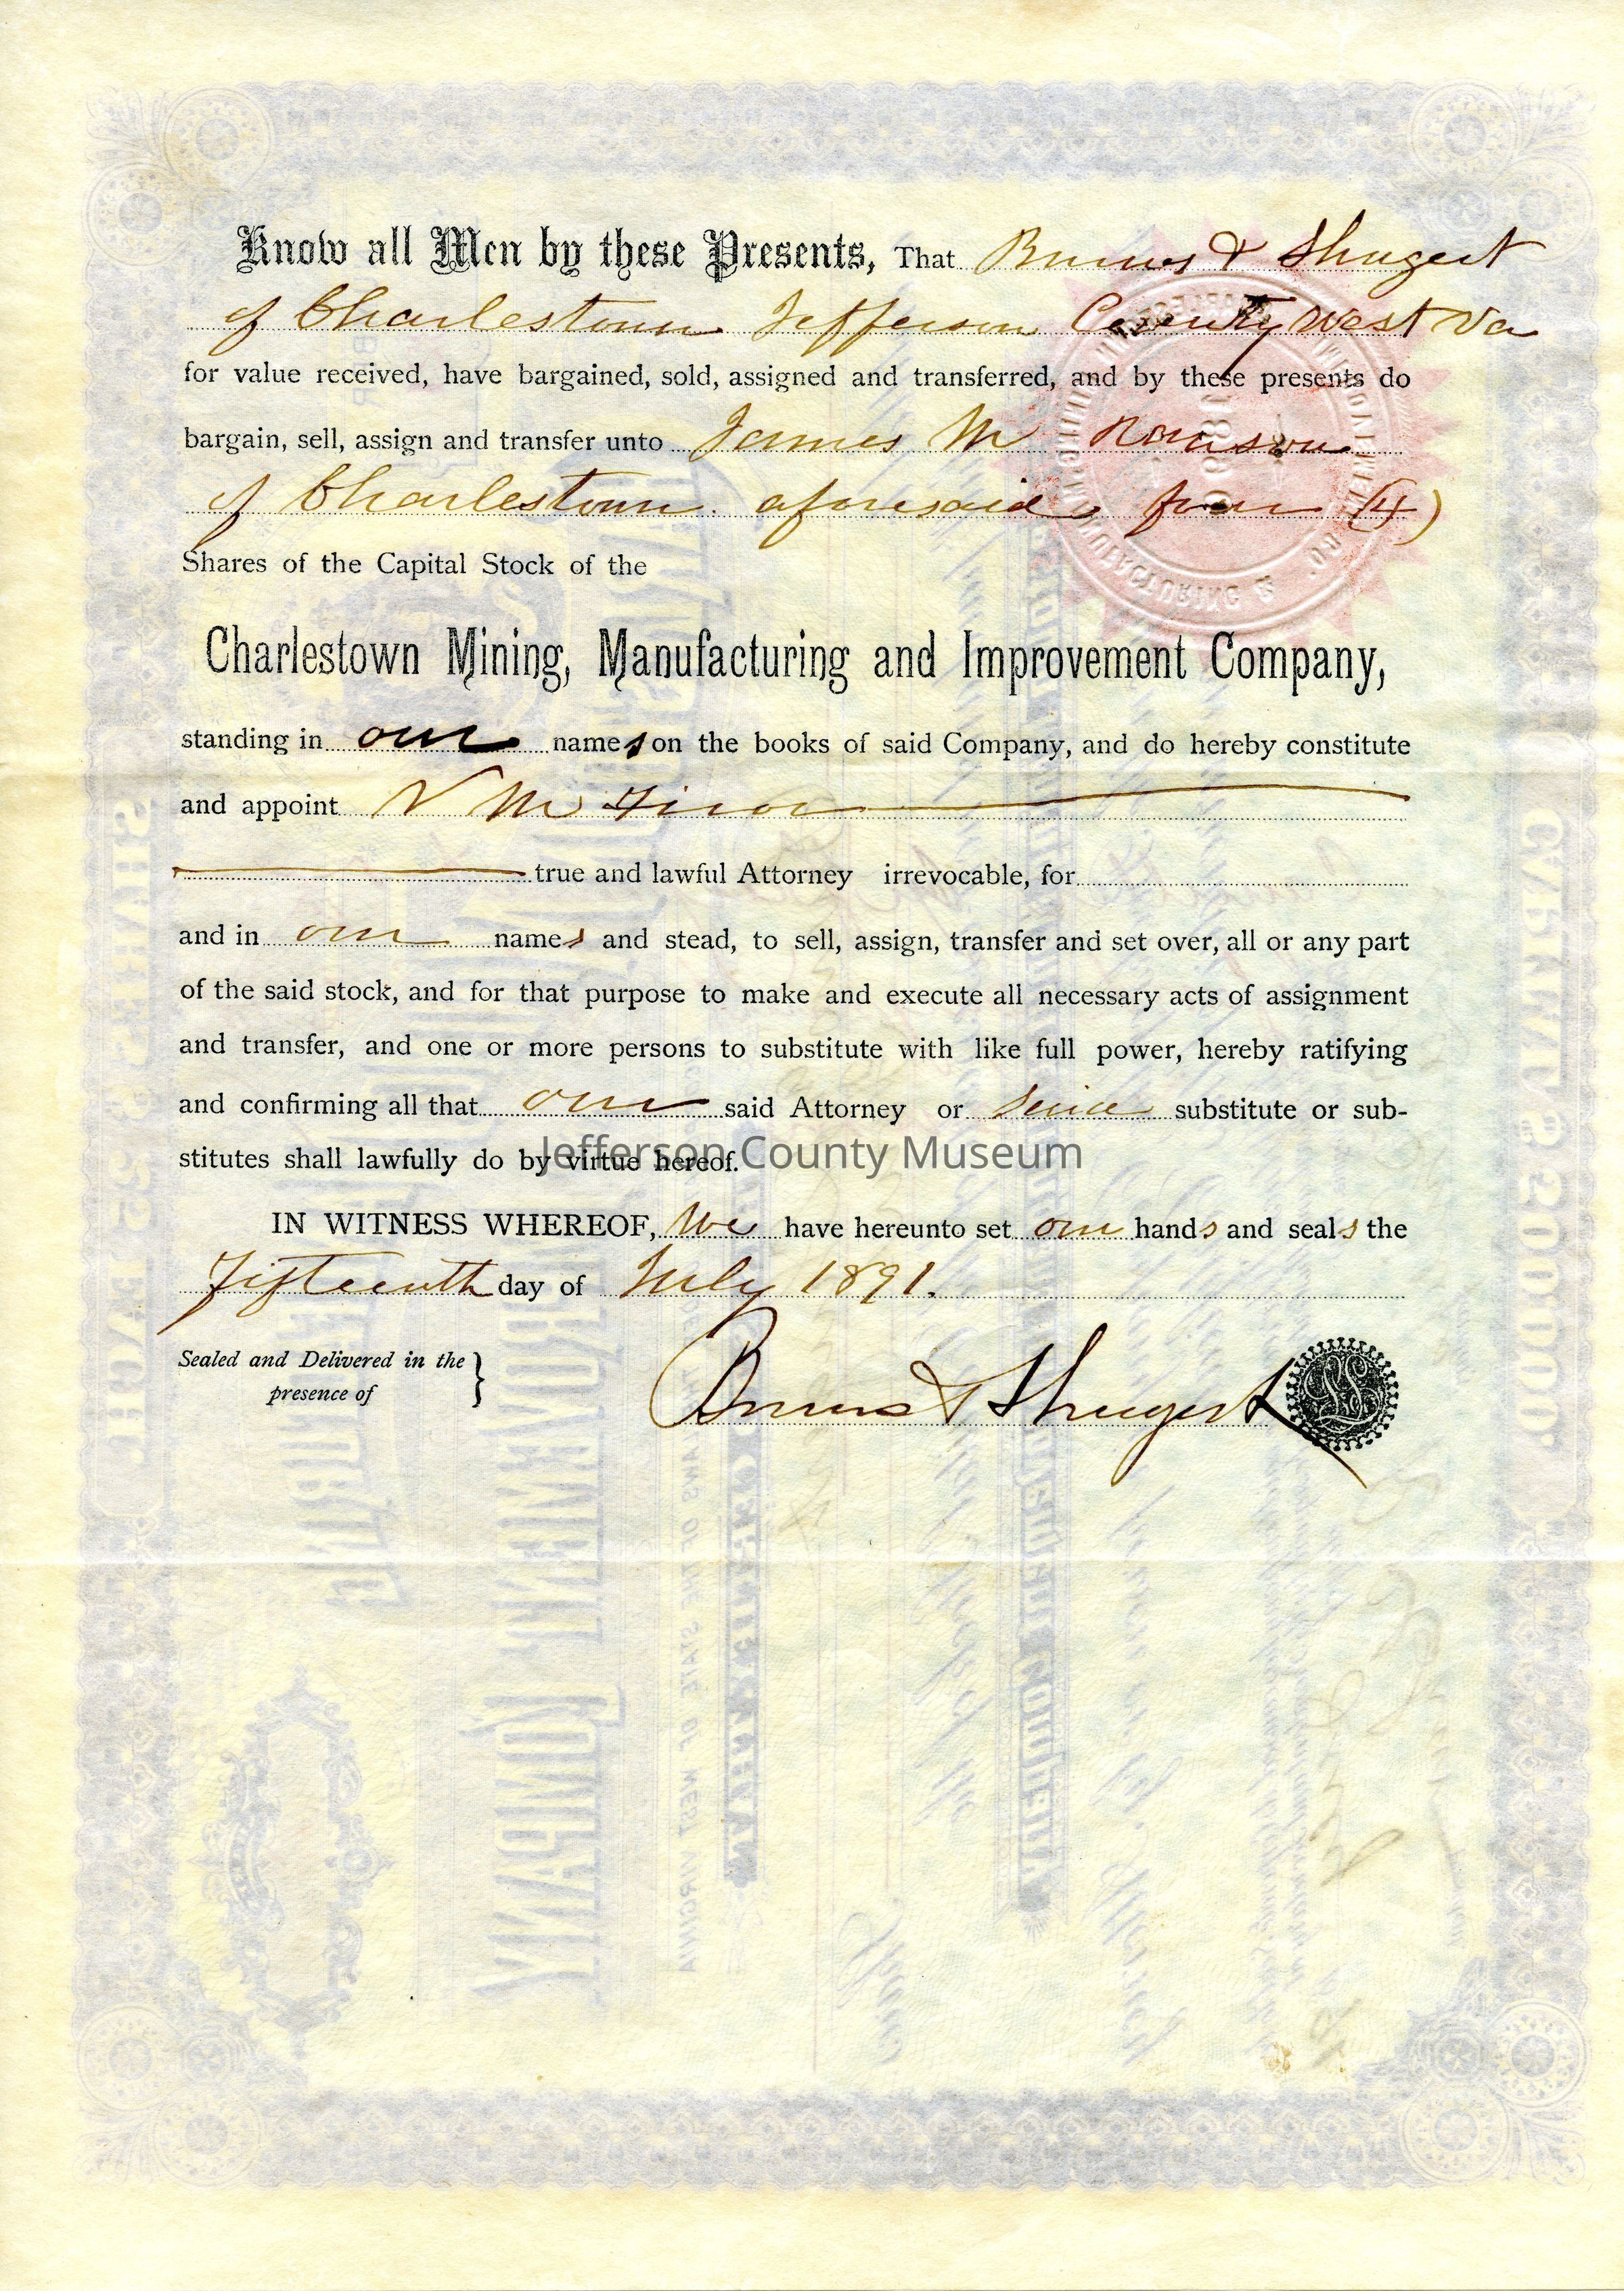 Know all Men by these Presents, That Burns & Shugert
of Charlestown Jefferson County West Va
for value received, have bargained, sold, assigned and transferred, and by these presents do
bargain, sell, assign and transfer unto James M Ranson
of Charlestown aforesaid, four (4)
Shares of the Capital Stock of the
Charlestown Mining, Manufacturing and Improvement Company,
standing in our names on the books of said Company, and do hereby constitute
and appoint V M Firor
true and lawful Attorney irrevocable, for
and in our names and stead, to sell, assign, transfer and set over, all or any part
of the said stock, and for that purpose to make and execute all necessary acts of assignment
and transfer, and one or more persons to substitute with like full power, hereby ratifying
and confirming all that our said Attorney or substitute or sub-
stitutes shall lawfully do by virtue hereof.
Jefferson County Museum
IN WITNESS WHEREOF, We have hereunto set our hands and seals the
Fifteenth day of July 1891.
Sealed and Delivered in the
presence of
Burns & Shugert
LS